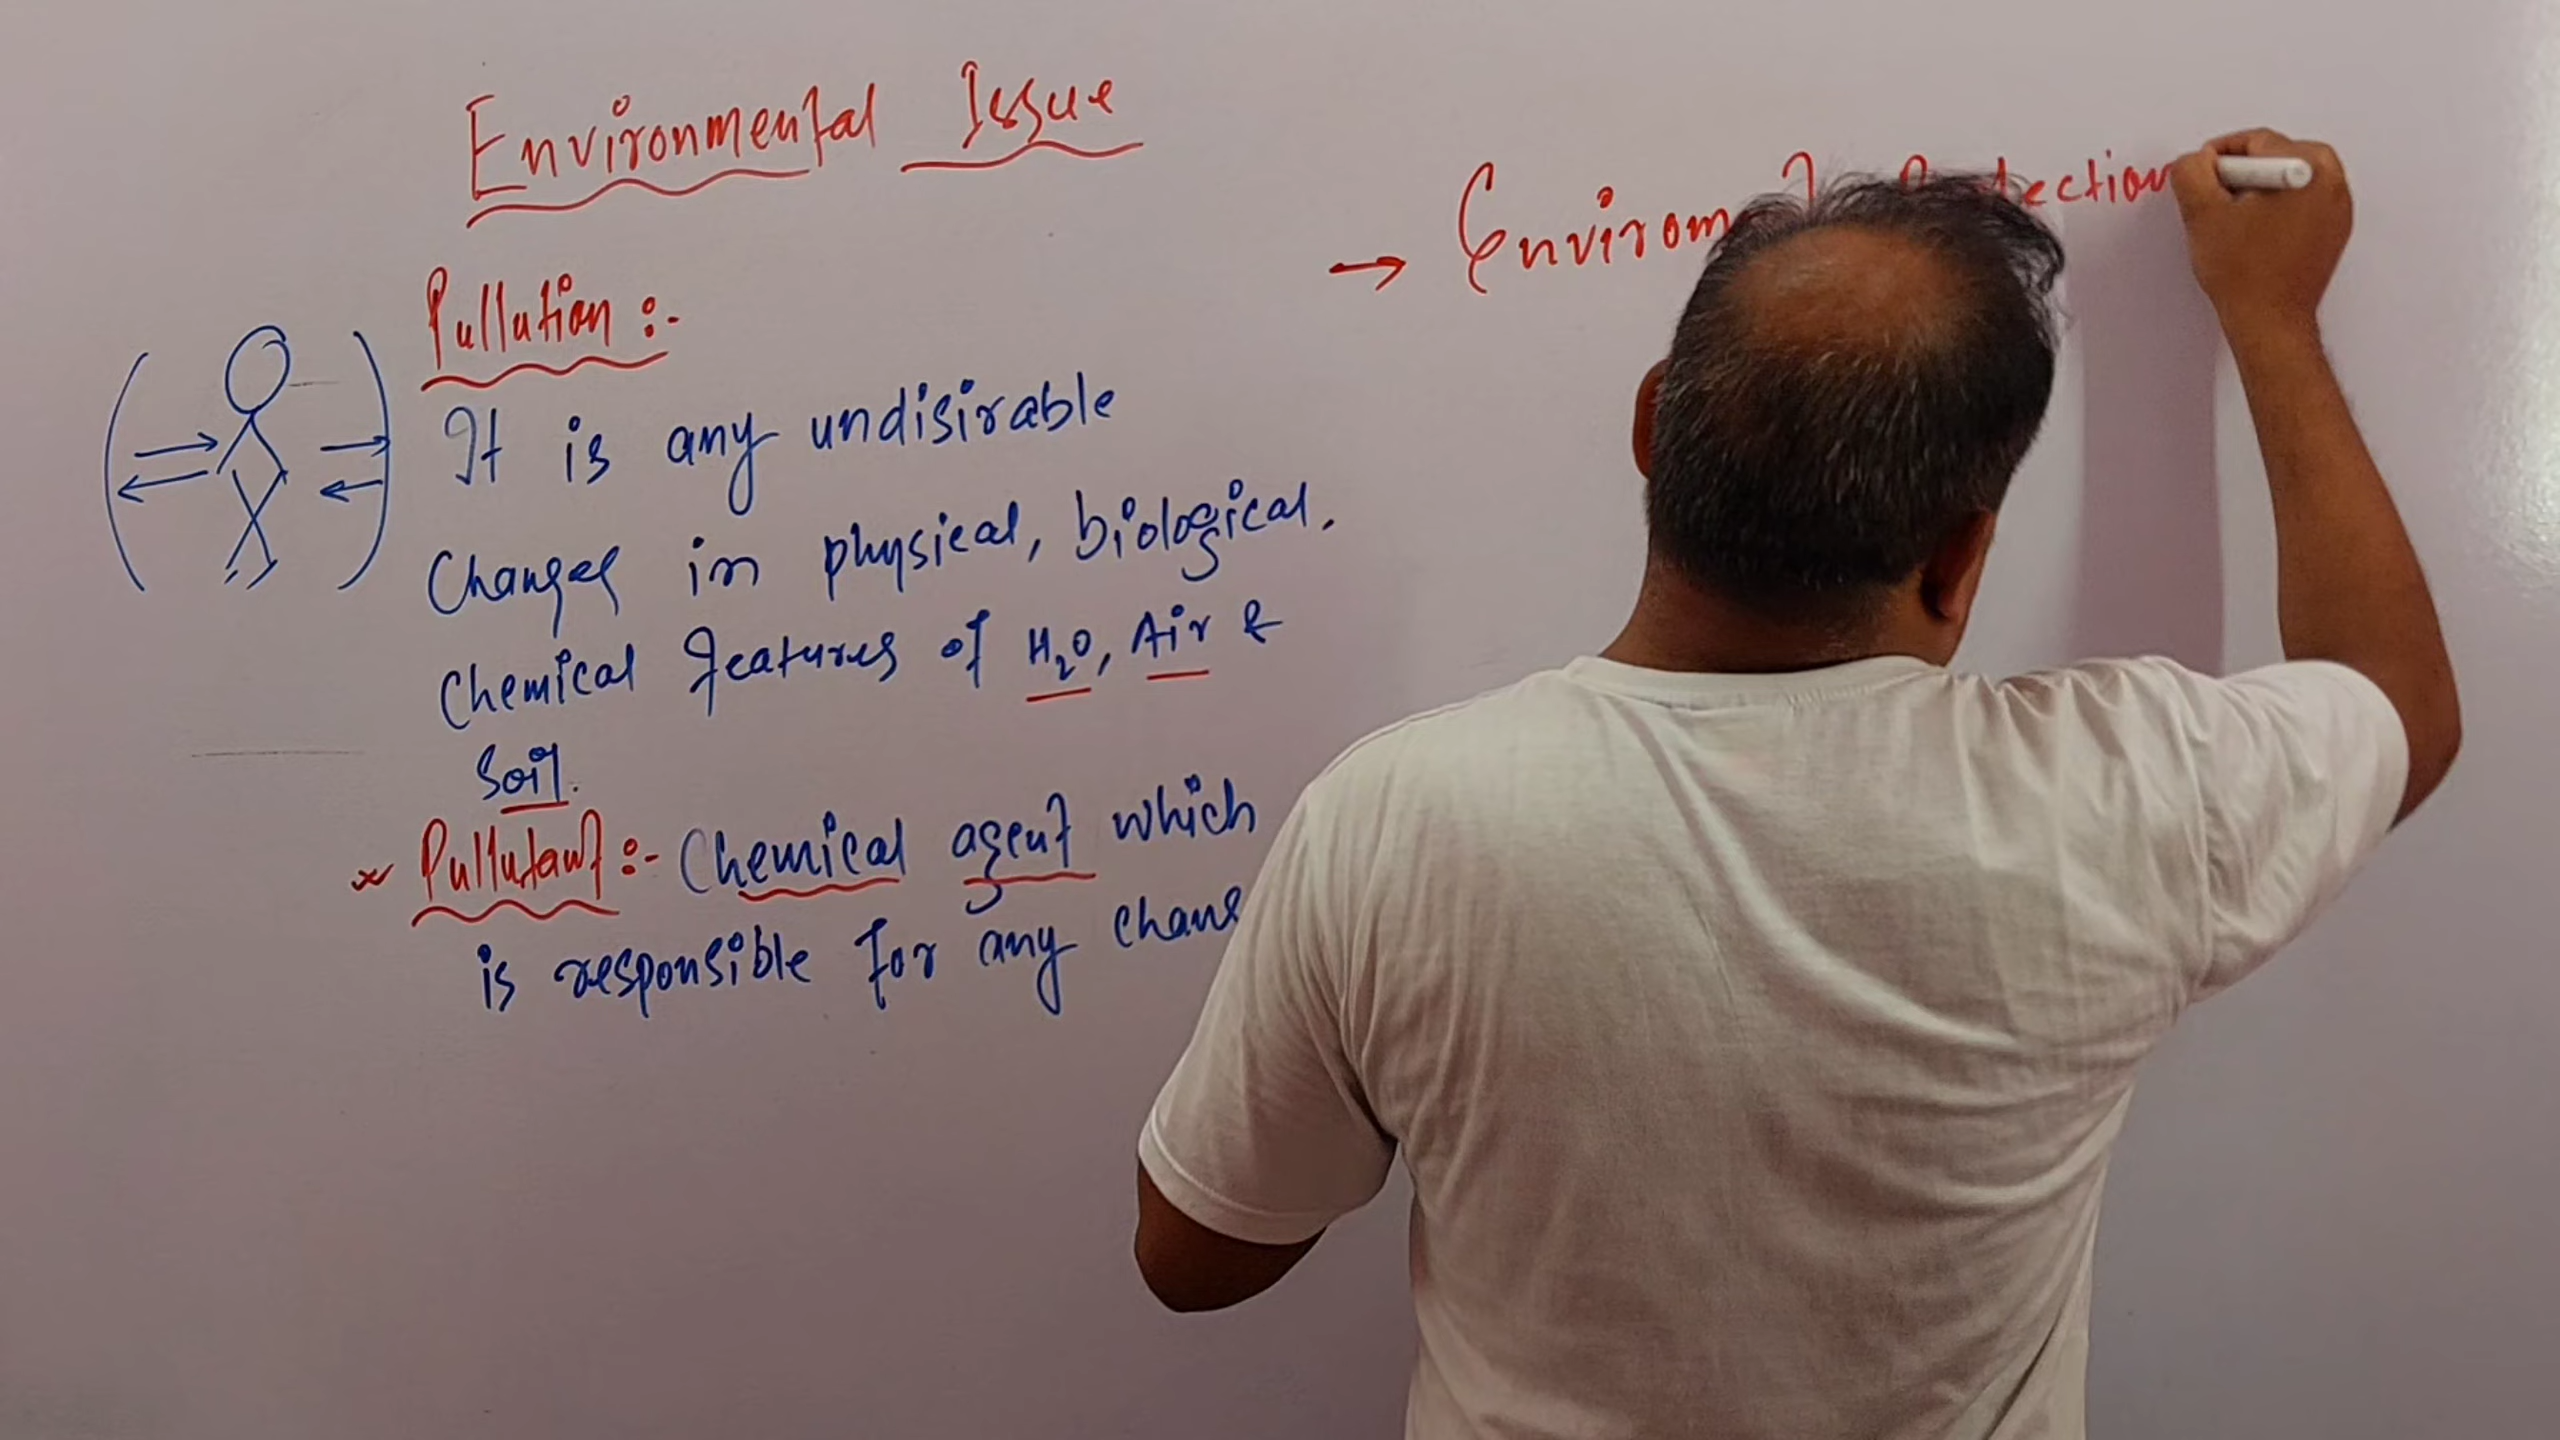 Environmental Issue
Pullution :-
It is any undisirable
Changes in physical, biological.
Chemical features of H₂O, Air &
Soil.
Pullutant :- Chemical agent which
is responsible for any
→